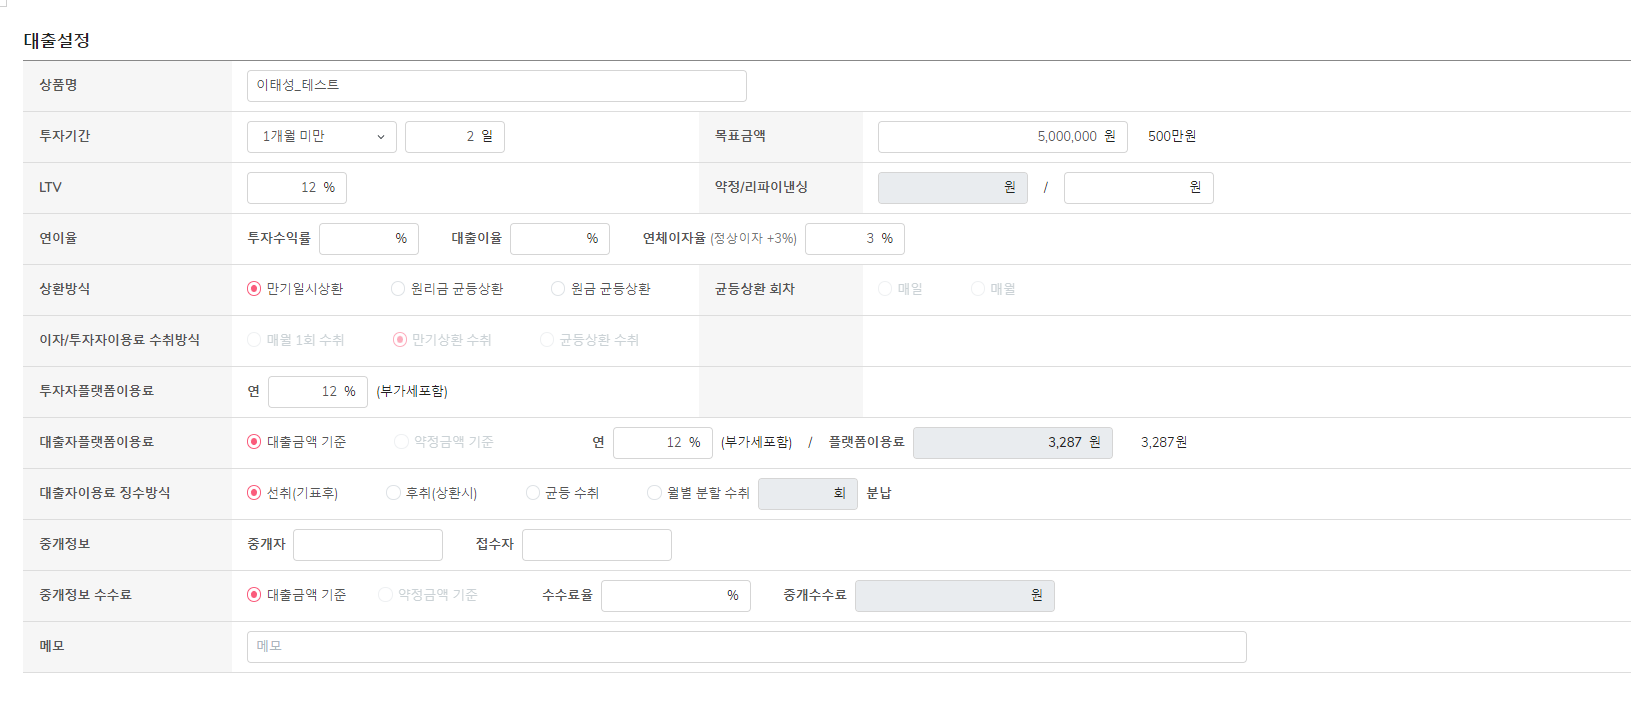 대출설정
상품명 이태성_테스트
투자기간 1개월 미만 2 일 목표금액 5,000,000 원 500만원
LTV 12 % 약정/리파이낸싱 원 / 원
연이율 투자수익률 % 대출이율 % 연체이자율 (정상이자 +3%) 3 %
상환방식 만기일시상환 원리금 균등상환 원금 균등상환 균등상환 회차 매일 매월
이자/투자자이용료 수취방식 매월 1회 수취 만기상환 수취 균등상환 수취
투자자플랫폼이용료 연 12 % (부가세포함)
대출자플랫폼이용료 대출금액 기준 약정금액 기준 연 12 % (부가세포함) / 플랫폼이용료 3,287 원 3,287원
대출자이용료 징수방식 선취(기표후) 후취(상환시) 균등 수취 월별 분할 수취 회 분납
중개정보 중개자 접수자
중개정보 수수료 대출금액 기준 약정금액 기준 수수료율 % 중개수수료 원
메모 메모